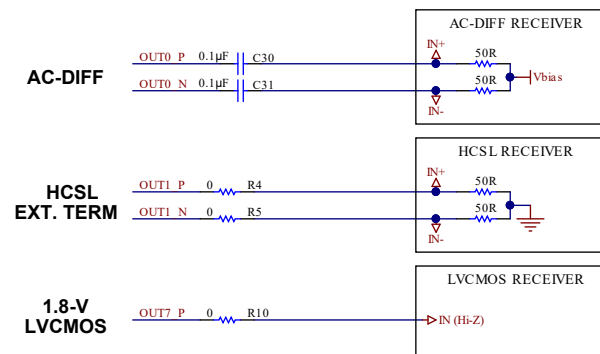 AC-DIFF RECEIVER
AC-DIFF
OUT0_P 0.1µF C30 IN+ 50R
50R
Vbias
OUT0_N 0.1µF C31 IN-
HCSL RECEIVER
HCSL
EXT. TERM
OUT1_P 0 R4 IN+ 50R
50R
OUT1_N 0 R5 IN-
LVCMOS RECEIVER
1.8-V
LVCMOS
OUT7_P 0 R10 IN (Hi-Z)